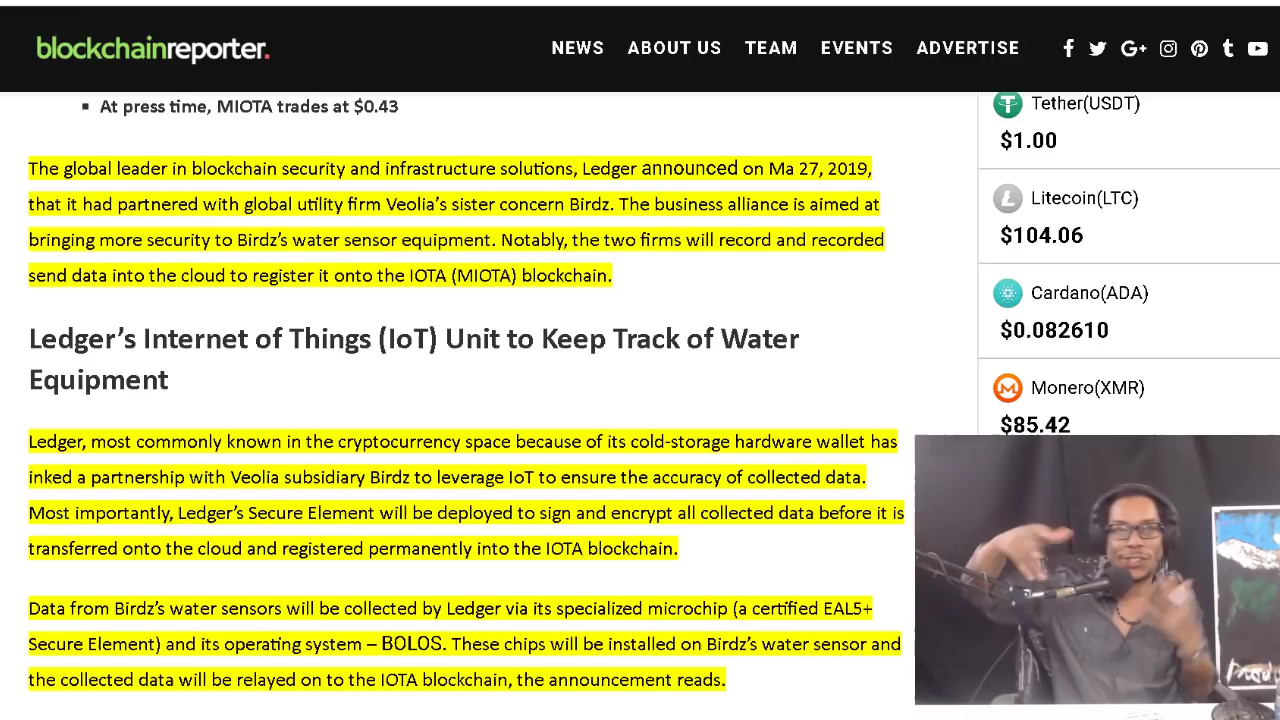 blockchainreporter.
NEWS ABOUT US TEAM EVENTS ADVERTISE
At press time, MIOTA trades at $0.43
The global leader in blockchain security and infrastructure solutions, Ledger announced on Ma 27, 2019,
that it had partnered with global utility firm Veolia's sister concern Birdz. The business alliance is aimed at
bringing more security to Birdz's water sensor equipment. Notably, the two firms will record and recorded
send data into the cloud to register it onto the IOTA (MIOTA) blockchain.
Ledger's Internet of Things (IoT) Unit to Keep Track of Water
Equipment
Ledger, most commonly known in the cryptocurrency space because of its cold-storage hardware wallet has
inked a partnership with Veolia subsidiary Birdz to leverage IoT to ensure the accuracy of collected data.
Most importantly, Ledger's Secure Element will be deployed to sign and encrypt all collected data before it is
transferred onto the cloud and registered permanently into the IOTA blockchain.
Data from Birdz's water sensors will be collected by Ledger via its specialized microchip (a certified EAL5+
Secure Element) and its operating system – BOLOS. These chips will be installed on Birdz's water sensor and
the collected data will be relayed on to the IOTA blockchain, the announcement reads.
Tether(USDT)
$1.00
Litecoin(LTC)
$104.06
Cardano(ADA)
$0.082610
Monero(XMR)
$85.42